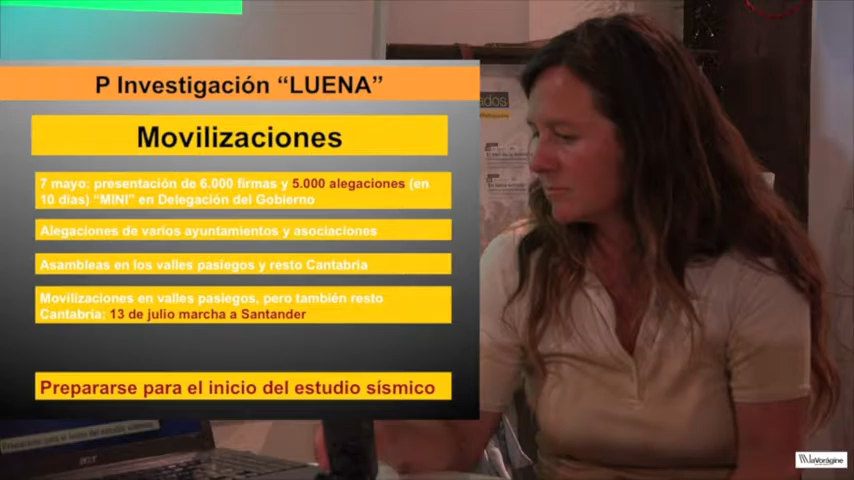 P Investigación “LUENA”
Movilizaciones
7 mayo: presentación de 6.000 firmas y 5.000 alegaciones (en
10 días) “MINI” en Delegación del Gobierno
Alegaciones de varios ayuntamientos y asociaciones
Asambleas en los valles pasiegos y resto Cantabria
Movilizaciones en valles pasiegos, pero también resto
Cantabria: 13 de julio marcha a Santander
Prepararse para el inicio del estudio sísmico
ados
acer
laVorágine